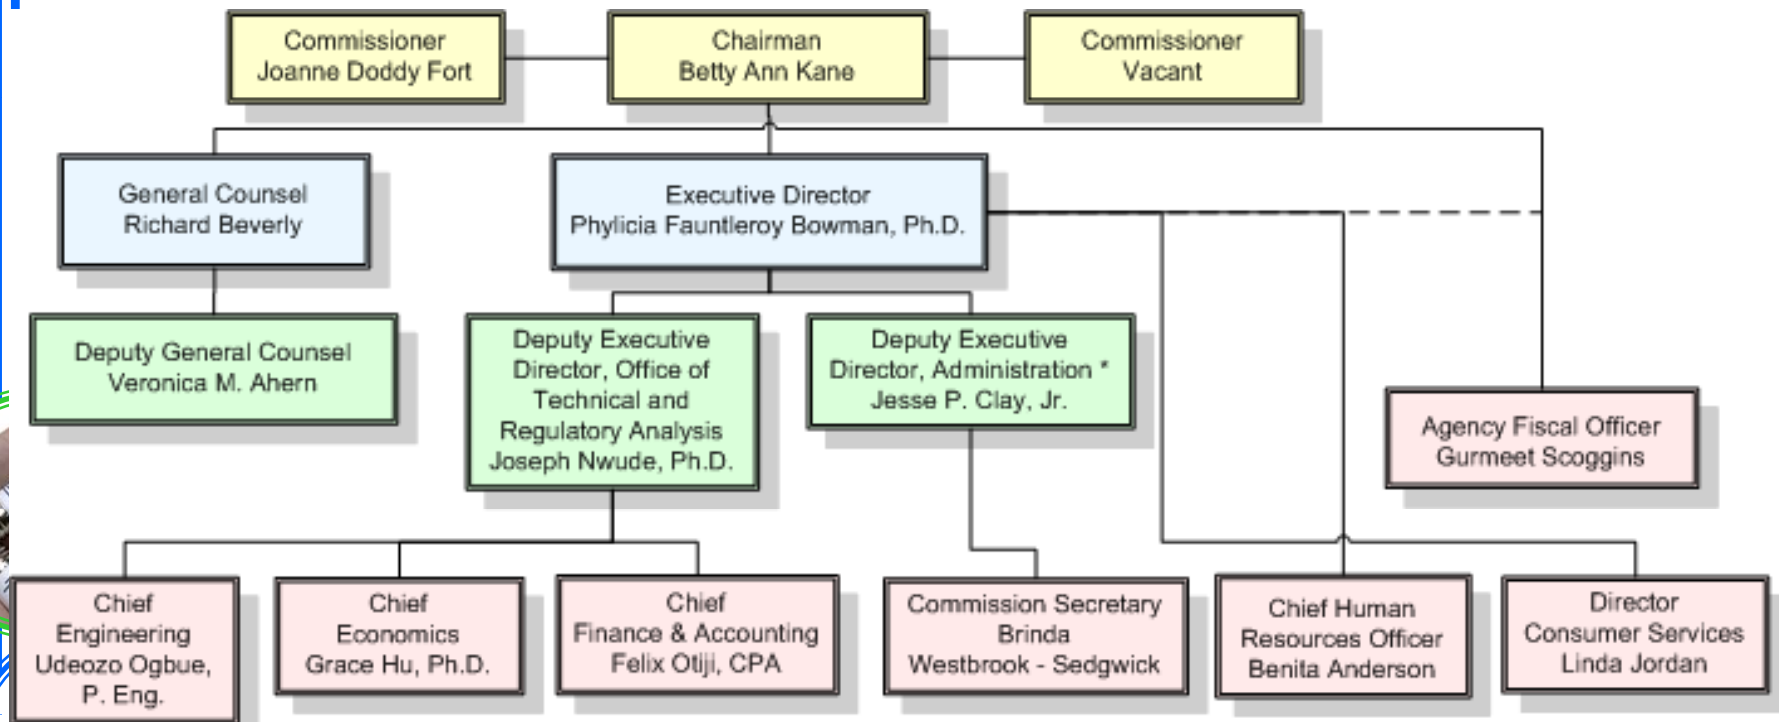 Commissioner
Joanne Doddy Fort
Chairman
Betty Ann Kane
Commissioner
Vacant
General Counsel
Richard Beverly
Executive Director
Phylicia Fauntleroy Bowman, Ph.D.
Deputy General Counsel
Veronica M. Ahern
Deputy Executive
Director, Office of
Technical and
Regulatory Analysis
Joseph Nwude, Ph.D.
Deputy Executive
Director, Administration *
Jesse P. Clay, Jr.
Agency Fiscal Officer
Gurmeet Scoggins
Chief
Engineering
Udeozo Ogbue,
P. Eng.
Chief
Economics
Grace Hu, Ph.D.
Chief
Finance & Accounting
Felix Otiji, CPA
Commission Secretary
Brinda
Westbrook - Sedgwick
Chief Human
Resources Officer
Benita Anderson
Director
Consumer Services
Linda Jordan